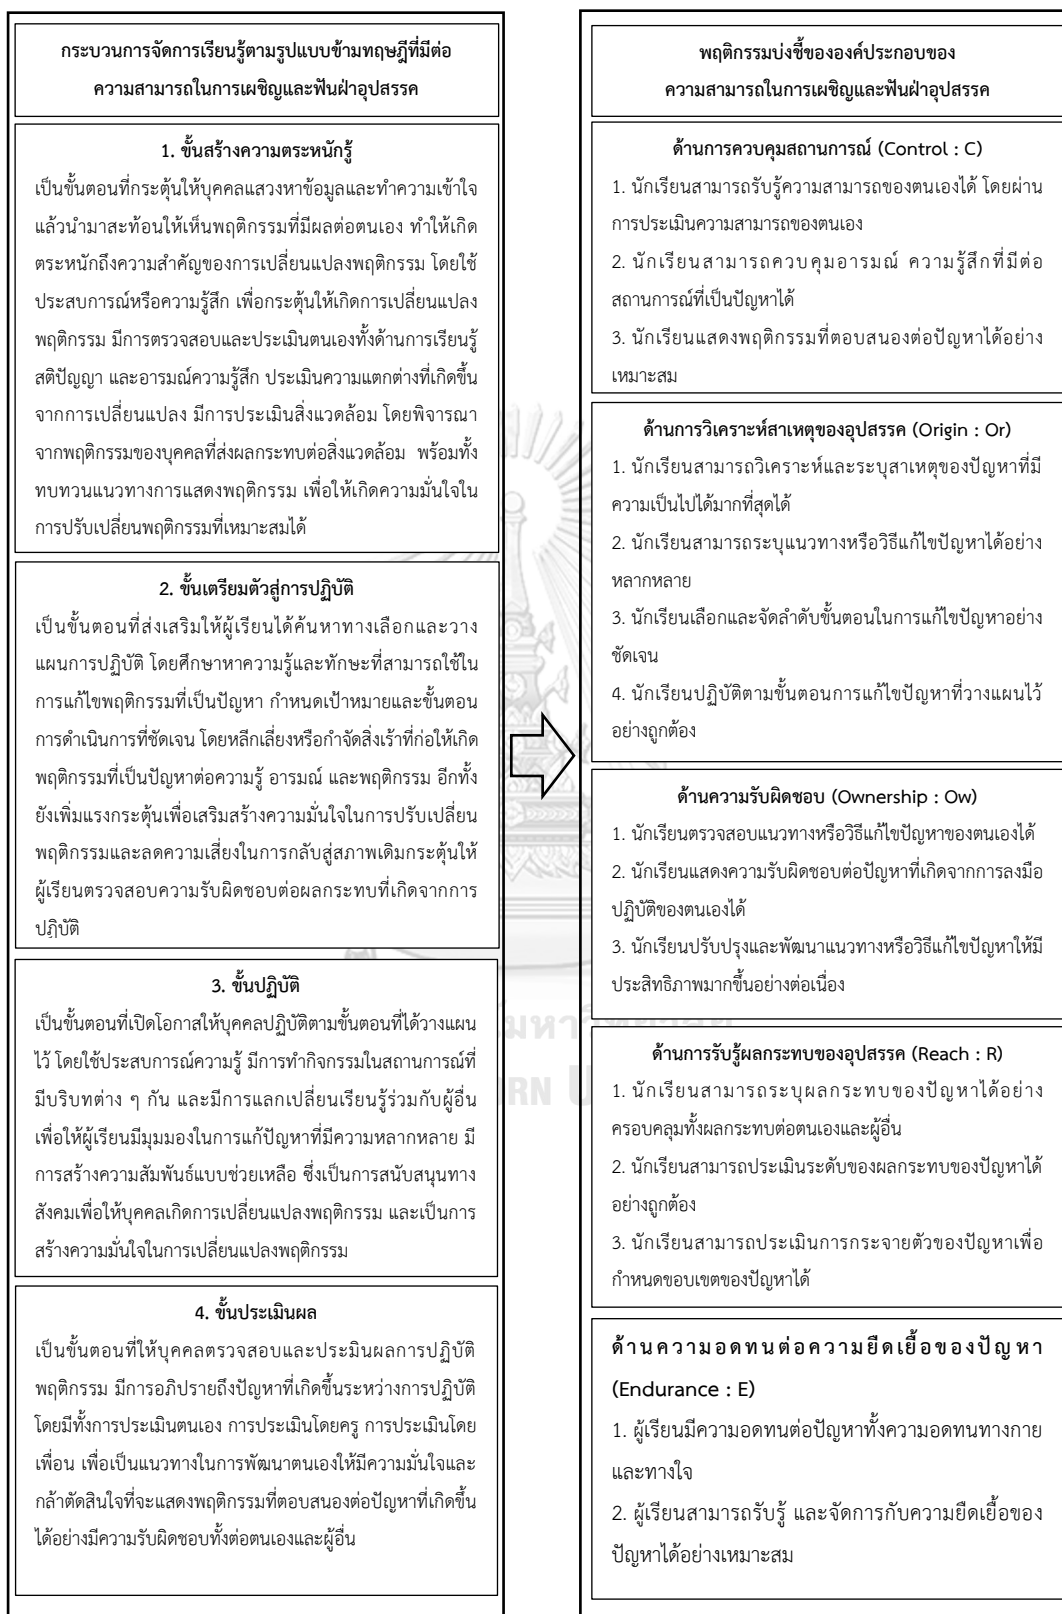 กระบวนการจัดการเรียนรู้ตามรูปแบบข้ามทฤษฎีที่มีต่อ
ความสามารถในการเผชิญและฟันฝ่าอุปสรรค
1. ขั้นสร้างความตระหนักรู้
เป็นขั้นตอนที่กระตุ้นให้บุคคลแสวงหาข้อมูลและทำความเข้าใจ
แล้วนำมาสะท้อนให้เห็นพฤติกรรมที่มีผลต่อตนเอง ทำให้เกิด
ตระหนักถึงความสำคัญของการเปลี่ยนแปลงพฤติกรรม โดยใช้
ประสบการณ์หรือความรู้สึก เพื่อกระตุ้นให้เกิดการเปลี่ยนแปลง
พฤติกรรม มีการตรวจสอบและประเมินตนเองทั้งด้านการเรียนรู้
สติปัญญา และอารมณ์ความรู้สึก ประเมินความแตกต่างที่เกิดขึ้น
จากการเปลี่ยนแปลง มีการประเมินสิ่งแวดล้อม โดยพิจารณา
จากพฤติกรรมของบุคคลที่ส่งผลกระทบต่อสิ่งแวดล้อม พร้อมทั้ง
ทบทวนแนวทางการแสดงพฤติกรรม เพื่อให้เกิดความมั่นใจใน
การปรับเปลี่ยนพฤติกรรมที่เหมาะสมได้
2. ขั้นเตรียมตัวสู่การปฏิบัติ
เป็นขั้นตอนที่ส่งเสริมให้ผู้เรียนได้ค้นหาทางเลือกและวาง
แผนการปฏิบัติ โดยศึกษาหาความรู้และทักษะที่สามารถใช้ใน
การแก้ไขพฤติกรรมที่เป็นปัญหา กำหนดเป้าหมายและขั้นตอน
การดำเนินการที่ชัดเจน โดยหลีกเลี่ยงหรือกำจัดสิ่งเร้าที่ก่อให้เกิด
พฤติกรรมที่เป็นปัญหาต่อความรู้ อารมณ์ และพฤติกรรม อีกทั้ง
ยังเพิ่มแรงกระตุ้นเพื่อเสริมสร้างความมั่นใจในการปรับเปลี่ยน
พฤติกรรมและลดความเสี่ยงในการกลับสู่สภาพเดิมกระตุ้นให้
ผู้เรียนตรวจสอบความรับผิดชอบต่อผลกระทบที่เกิดจากการ
ปฏิบัติ
3. ขั้นปฏิบัติ
เป็นขั้นตอนที่เปิดโอกาสให้บุคคลปฏิบัติตามขั้นตอนที่ได้วางแผน
ไว้ โดยใช้ประสบการณ์ความรู้ มีการทำกิจกรรมในสถานการณ์ที่
มีบริบทต่าง ๆ กัน และมีการแลกเปลี่ยนเรียนรู้ร่วมกับผู้อื่น
เพื่อให้ผู้เรียนมีมุมมองในการแก้ปัญหาที่มีความหลากหลาย มี
การสร้างความสัมพันธ์แบบช่วยเหลือ ซึ่งเป็นการสนับสนุนทาง
สังคมเพื่อให้บุคคลเกิดการเปลี่ยนแปลงพฤติกรรม และเป็นการ
สร้างความมั่นใจในการเปลี่ยนแปลงพฤติกรรม
4. ขั้นประเมินผล
เป็นขั้นตอนที่ให้บุคคลตรวจสอบและประเมินผลการปฏิบัติ
พฤติกรรม มีการอภิปรายถึงปัญหาที่เกิดขึ้นระหว่างการปฏิบัติ
โดยมีทั้งการประเมินตนเอง การประเมินโดยครู การประเมินโดย
เพื่อน เพื่อเป็นแนวทางในการพัฒนาตนเองให้มีความมั่นใจและ
กล้าตัดสินใจที่จะแสดงพฤติกรรมที่ตอบสนองต่อปัญหาที่เกิดขึ้น
ได้อย่างมีความรับผิดชอบทั้งต่อตนเองและผู้อื่น
พฤติกรรมบ่งชี้ขององค์ประกอบของ
ความสามารถในการเผชิญและฟันฝ่าอุปสรรค
ด้านการควบคุมสถานการณ์ (Control : C)
1. นักเรียนสามารถรับรู้ความสามารถของตนเองได้ โดยผ่าน
การประเมินความสามารถของตนเอง
2. นักเรียนสามารถควบคุมอารมณ์ ความรู้สึกที่มีต่อ
สถานการณ์ที่เป็นปัญหาได้
3. นักเรียนแสดงพฤติกรรมที่ตอบสนองต่อปัญหาได้อย่าง
เหมาะสม
ด้านการวิเคราะห์สาเหตุของอุปสรรค (Origin : Or)
1. นักเรียนสามารถวิเคราะห์และระบุสาเหตุของปัญหาที่มี
ความเป็นไปได้มากที่สุดได้
2. นักเรียนสามารถระบุแนวทางหรือวิธีแก้ไขปัญหาได้อย่าง
หลากหลาย
3. นักเรียนเลือกและจัดลำดับขั้นตอนในการแก้ไขปัญหาอย่าง
ชัดเจน
4. นักเรียนปฏิบัติตามขั้นตอนการแก้ไขปัญหาที่วางแผนไว้
อย่างถูกต้อง
ด้านความรับผิดชอบ (Ownership : Ow)
1. นักเรียนตรวจสอบแนวทางหรือวิธีแก้ไขปัญหาของตนเองได้
2. นักเรียนแสดงความรับผิดชอบต่อปัญหาที่เกิดจากการลงมือ
ปฏิบัติของตนเองได้
3. นักเรียนปรับปรุงและพัฒนาแนวทางหรือวิธีแก้ไขปัญหาให้มี
ประสิทธิภาพมากขึ้นอย่างต่อเนื่อง
ด้านการรับรู้ผลกระทบของอุปสรรค (Reach : R)
1. นักเรียนสามารถระบุผลกระทบของปัญหาได้อย่าง
ครอบคลุมทั้งผลกระทบต่อตนเองและผู้อื่น
2. นักเรียนสามารถประเมินระดับของผลกระทบของปัญหาได้
อย่างถูกต้อง
3. นักเรียนสามารถประเมินการกระจายตัวของปัญหาเพื่อ
กำหนดขอบเขตของปัญหาได้
ด้านความอดทนต่อความยืดเยื้อของปัญหา
(Endurance : E)
1. ผู้เรียนมีความอดทนต่อปัญหาทั้งความอดทนทางกาย
และทางใจ
2. ผู้เรียนสามารถรับรู้ และจัดการกับความยืดเยื้อของ
ปัญหาได้อย่างเหมาะสม